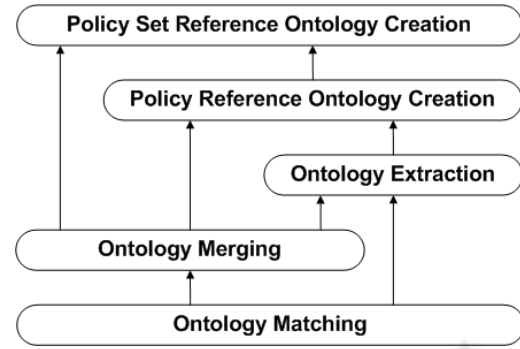 Policy Set Reference Ontology Creation
Policy Reference Ontology Creation
Ontology Extraction
Ontology Merging
Ontology Matching